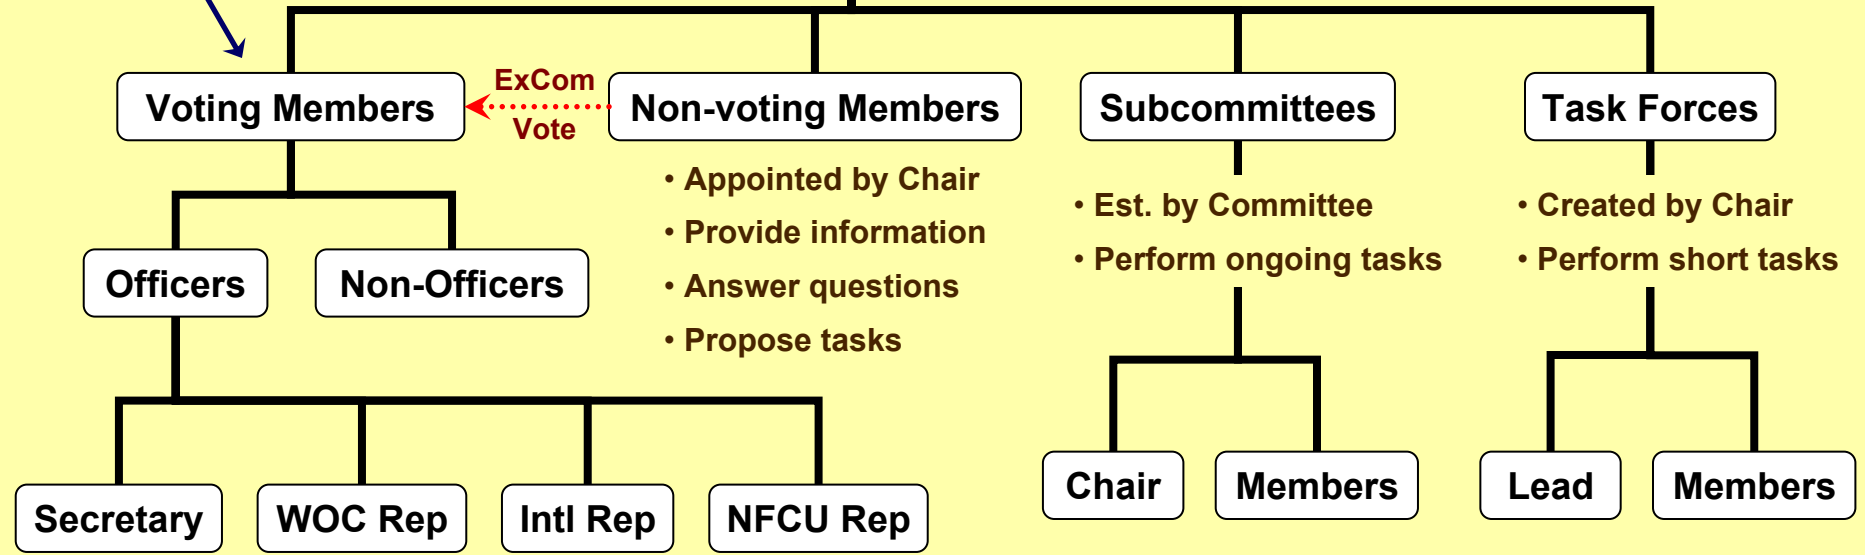 ExCom
Vote
Voting Members
Non-voting Members
Subcommittees
Task Forces
• Appointed by Chair
• Provide information
• Answer questions
• Propose tasks
• Est. by Committee
• Perform ongoing tasks
• Created by Chair
• Perform short tasks
Officers
Non-Officers
Chair
Members
Lead
Members
Secretary
WOC Rep
Intl Rep
NFCU Rep